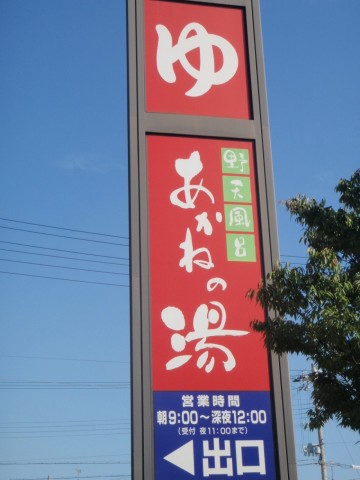 ゆ
野天風呂
あかねの湯
営業時間
朝9:00～深夜12:00
(受付 夜11:00まで)
◀出口